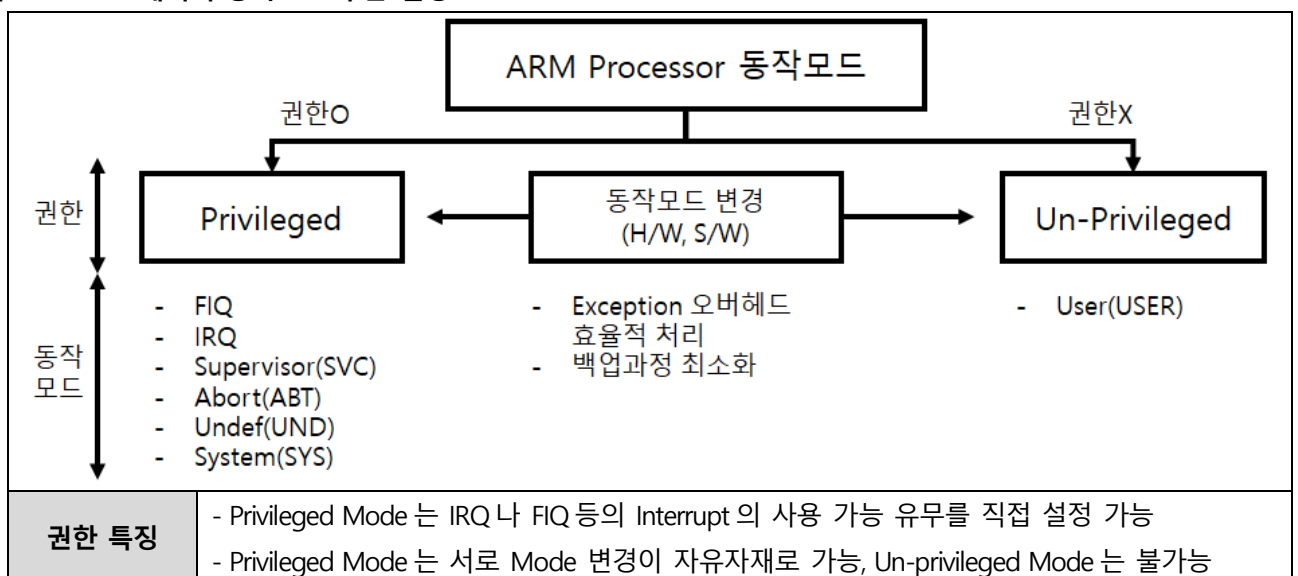 ARM Processor 동작모드
권한O
권한X
권한
Privileged
동작모드 변경
(H/W, S/W)
Un-Privileged
동작
모드
- FIQ
- IRQ
- Supervisor(SVC)
- Abort(ABT)
- Undef(UND)
- System(SYS)
- Exception 오버헤드
효율적 처리
- 백업과정 최소화
- User(USER)
권한 특징
- Privileged Mode 는 IRQ 나 FIQ 등의 Interrupt 의 사용 가능 유무를 직접 설정 가능
- Privileged Mode 는 서로 Mode 변경이 자유자재로 가능, Un-privileged Mode 는 불가능